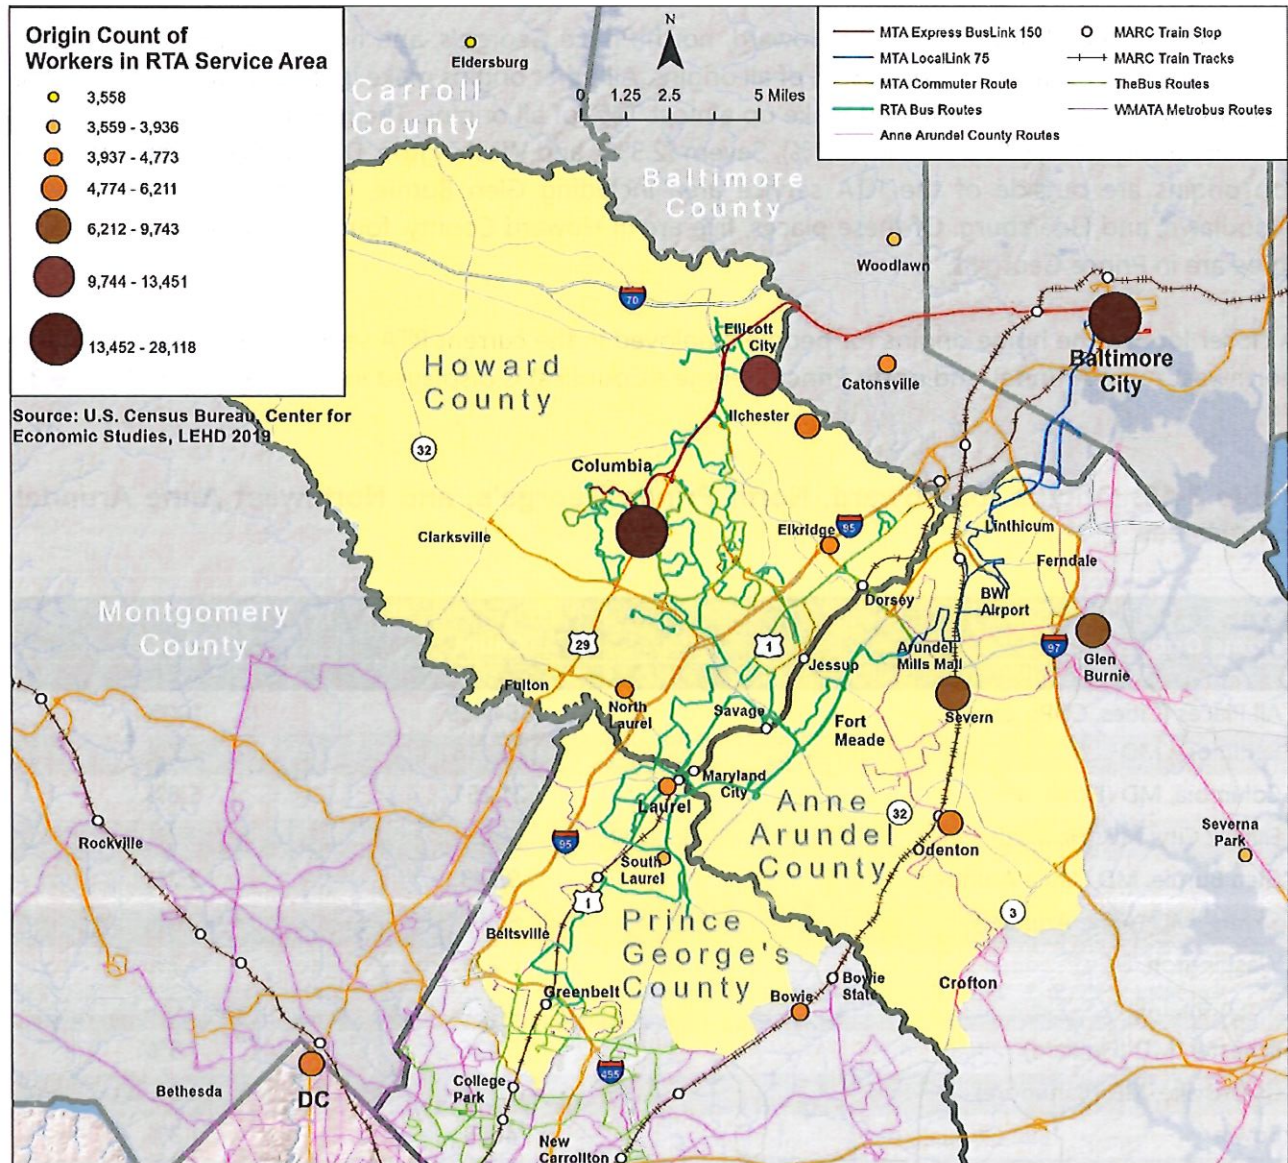 Origin Count of
Workers in RTA Service Area
3,558
3,559 - 3,936
3,937 - 4,773
4,774 - 6,211
6,212 - 9,743
9,744 - 13,451
13,452 - 28,118
Source: U.S. Census Bureau, Center for
Economic Studies, LEHD 2019
N
0 1.25 2.5 5 Miles
MTA Express BusLink 150
MTA LocalLink 75
MTA Commuter Route
RTA Bus Routes
Anne Arundel County Routes
MARC Train Stop
MARC Train Tracks
TheBus Routes
WMATA Metrobus Routes
Eldersburg
Carroll
County
Baltimore
County
Woodlawn
70
Ellicott
City
Baltimore
City
Howard
County
Catonsville
Ilchester
32
Columbia
Clarksville
Elkridge
95
Linthicum
Ferndale
Dorsey
BWI
Airport
Montgomery
County
29
1
Jessup
Arundel
Mills Mall
97
Glen
Burnie
Fulton
North
Laurel
Savage
Fort
Meade
Severn
Maryland
City
Laurel
Anne
Arundel
County
32
Odenton
Severna
Park
Rockville
95
South
Laurel
1
3
Beltsville
Prince
George's
County
Greenbelt
Bowie
Bowie
State
Crofton
495
Bethesda
DC
College
Park
New
Carrollton